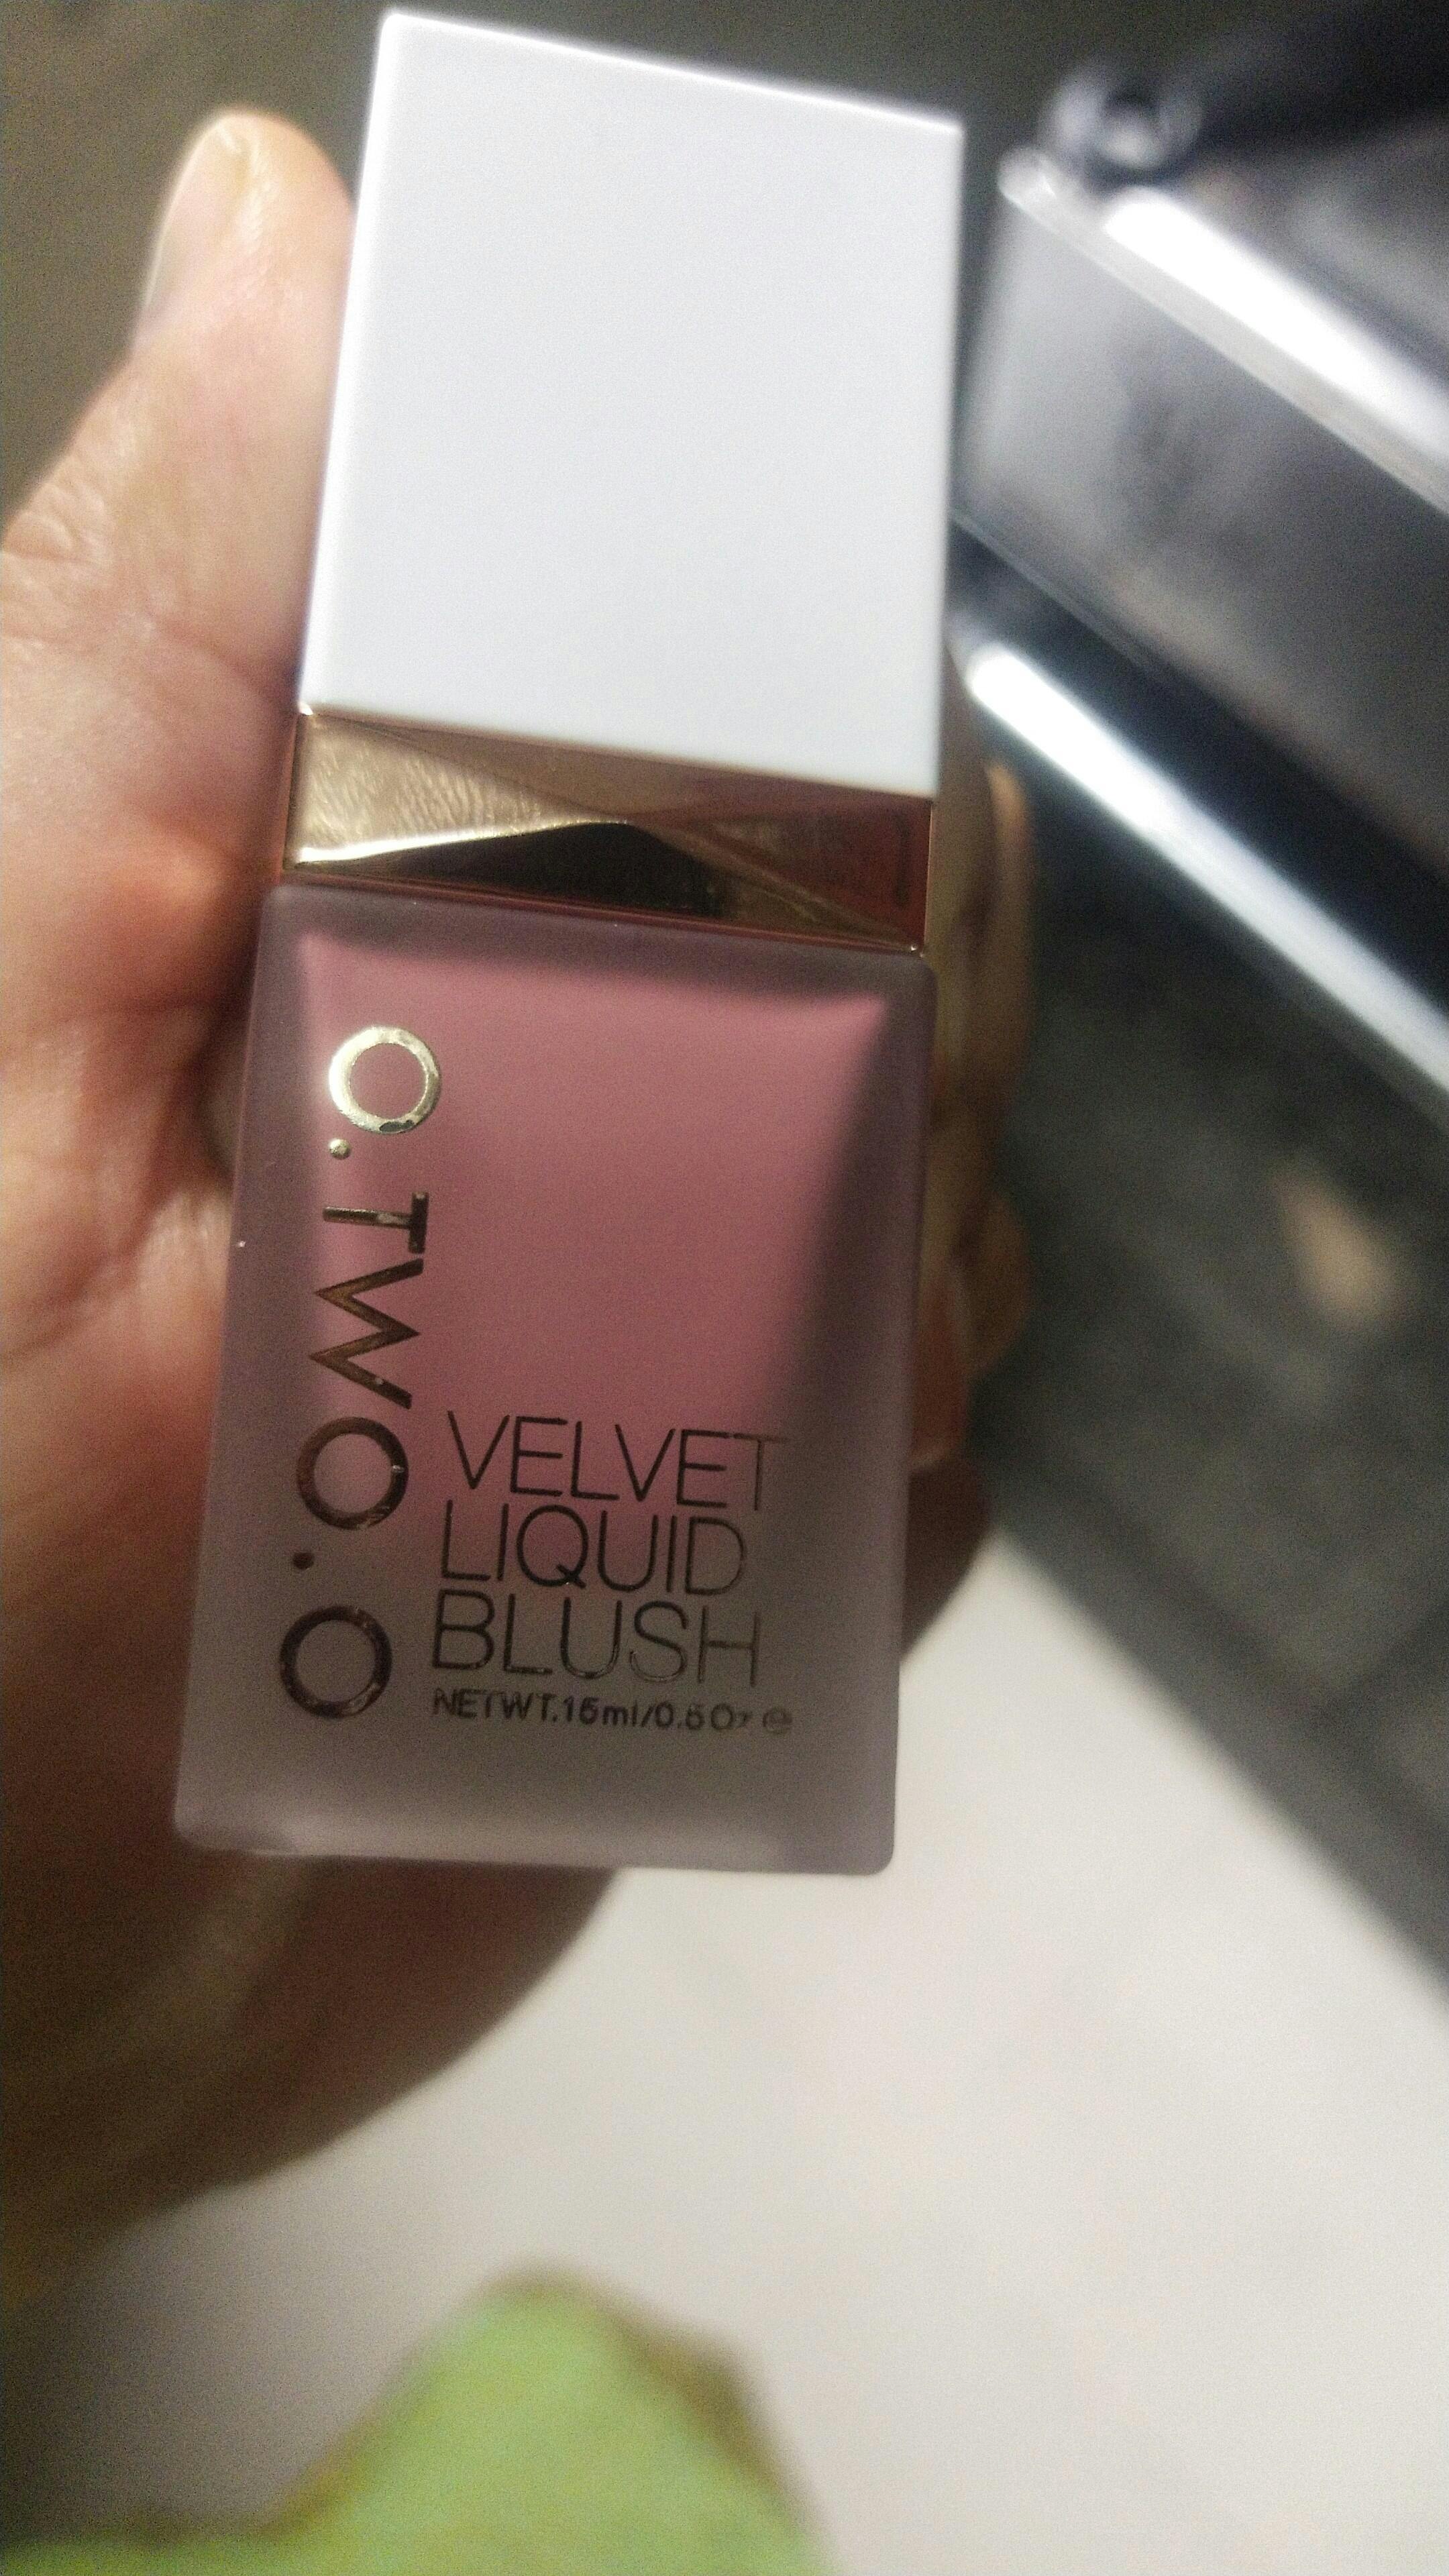 O.TWO.O
VELVET
LIQUID
BLUSH
NETWT.15ml/0.5Oz ℮